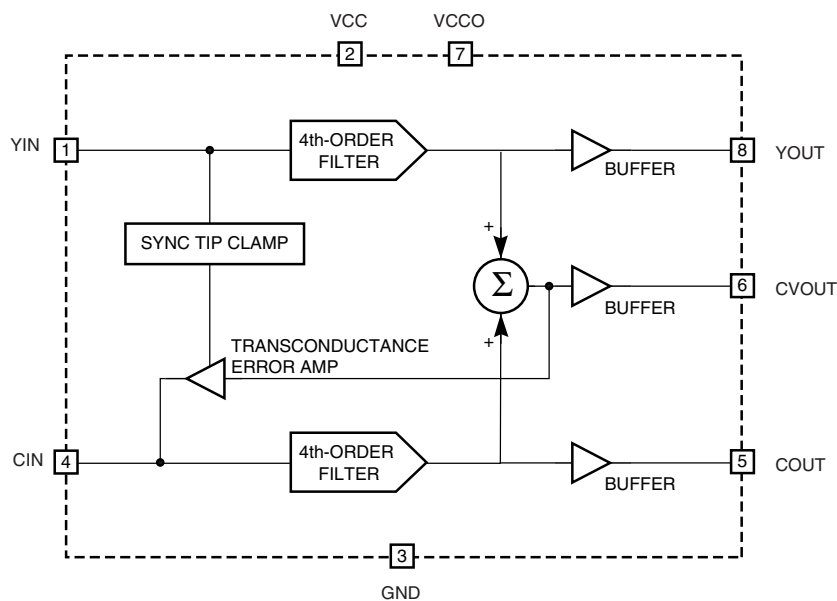 VCC
VCCO
2
7
YIN
1
4th-ORDER
FILTER
BUFFER
8
YOUT
SYNC TIP CLAMP
+
Σ
BUFFER
6
CVOUT
+
TRANSCONDUCTANCE
ERROR AMP
CIN
4
4th-ORDER
FILTER
BUFFER
5
COUT
3
GND